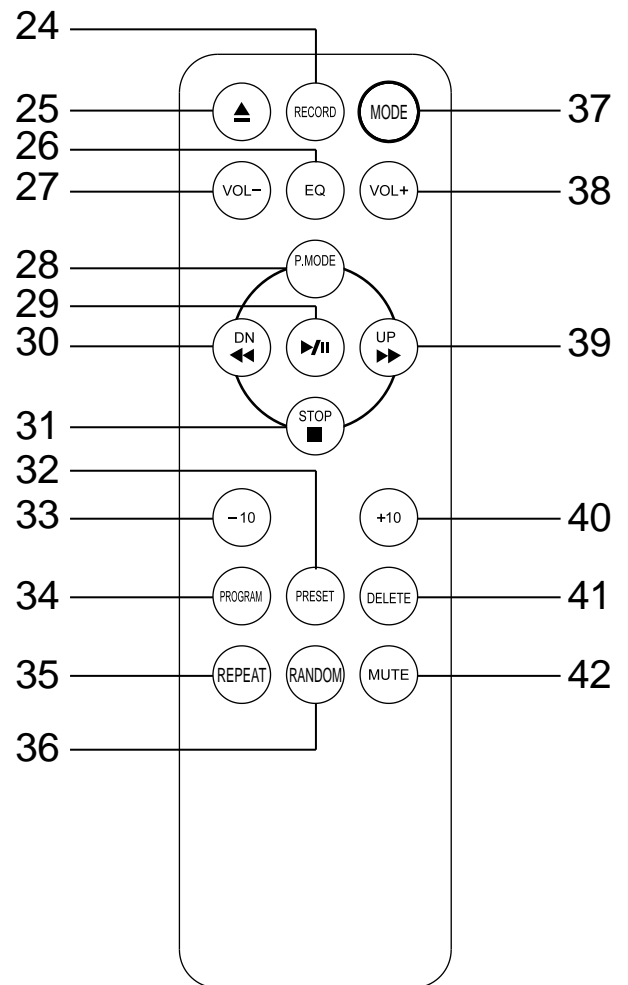 24
25
RECORD
MODE
37
26
27
VOL–
EQ
VOL+
38
28
P.MODE
29
30
DN
UP
39
31
STOP
32
33
–10
+10
40
34
PROGRAM
PRESET
DELETE
41
35
REPEAT
RANDOM
MUTE
42
36